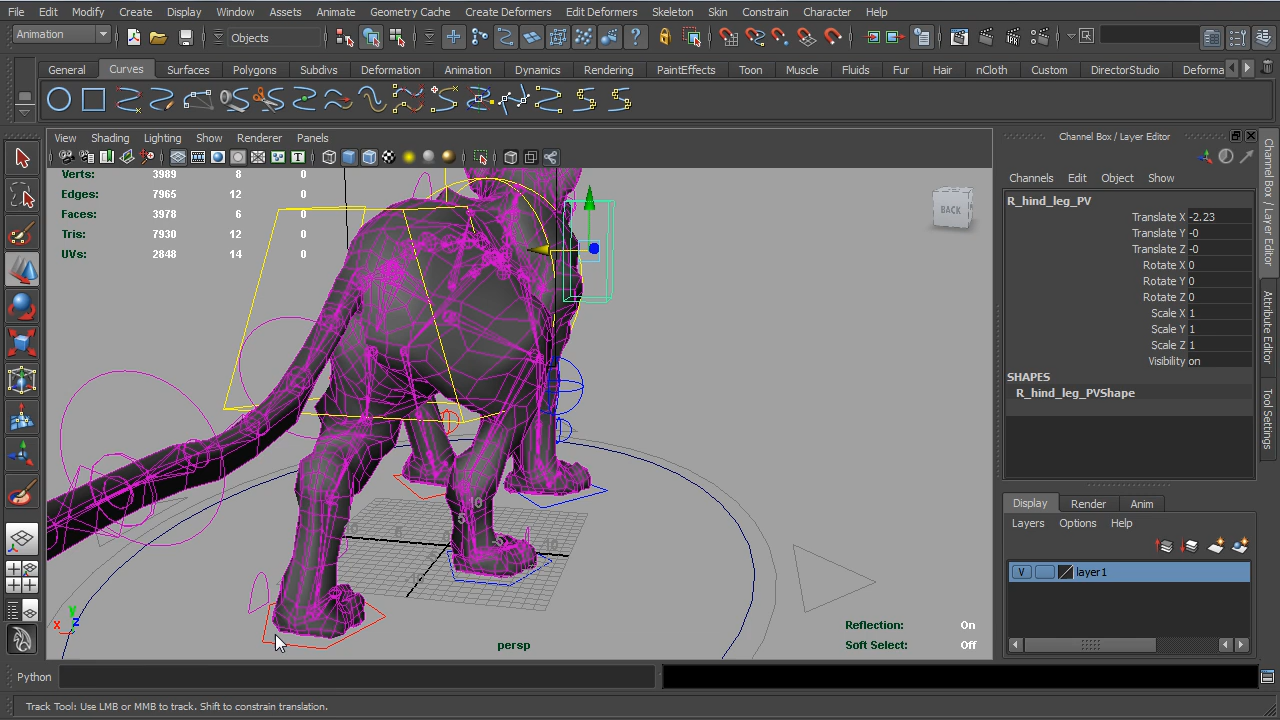 File Edit Modify Create Display Window Assets Animate Geometry Cache Create Deformers Edit Deformers Skeleton Skin Constrain Character Help
Animation Objects
General Curves Surfaces Polygons Subdivs Deformation Animation Dynamics Rendering PaintEffects Toon Muscle Fluids Fur Hair nCloth Custom DirectorStudio Deforma
View Shading Lighting Show Renderer Panels
Verts: 3989 8 0
Edges: 7965 12 0
Faces: 3978 6 0
Tris: 7930 12 0
UVs: 2848 14 0
BACK
persp
Reflection: On
Soft Select: Off
Channel Box / Layer Editor
Channels Edit Object Show
R_hind_leg_PV
Translate X -2.23
Translate Y -0
Translate Z -0
Rotate X 0
Rotate Y 0
Rotate Z 0
Scale X 1
Scale Y 1
Scale Z 1
Visibility on
SHAPES
R_hind_leg_PVShape
Display Render Anim
Layers Options Help
V layer1
Channel Box / Layer Editor
Attribute Editor
Tool Settings
Python
Track Tool: Use LMB or MMB to track. Shift to constrain translation.